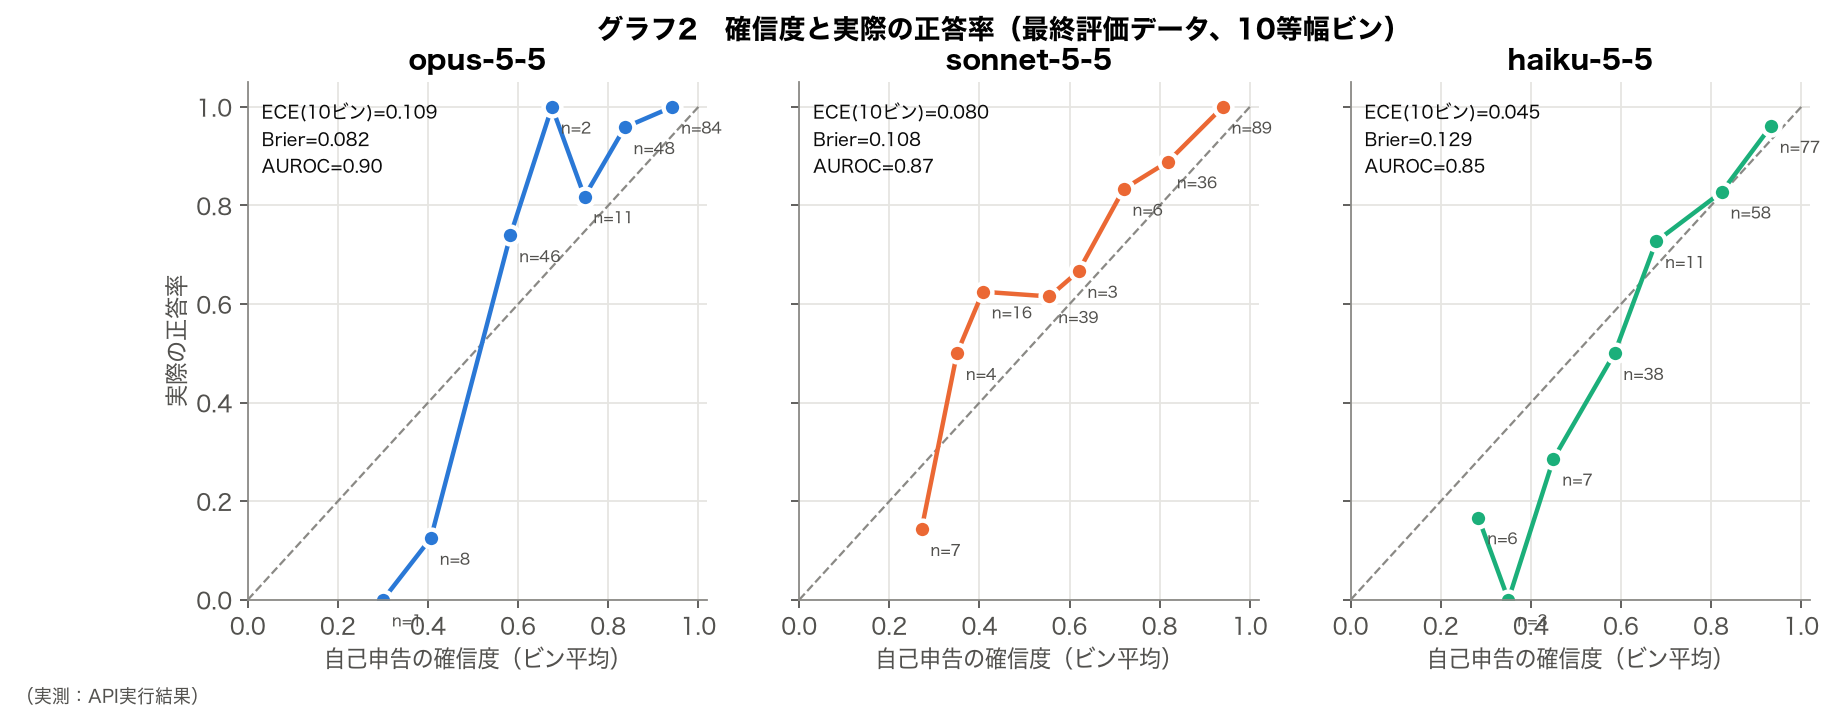 グラフ2　確信度と実際の正答率（最終評価データ、10等幅ビン）
opus-5-5
ECE(10ビン)=0.109
Brier=0.082
AUROC=0.90
実際の正答率
1.0
0.8
0.6
0.4
0.2
0.0
n=2
n=84
n=48
n=11
n=46
n=8
n=1
0.0 0.2 0.4 0.6 0.8 1.0
自己申告の確信度（ビン平均）
sonnet-5-5
ECE(10ビン)=0.080
Brier=0.108
AUROC=0.87
n=89
n=36
n=6
n=3
n=16
n=39
n=4
n=7
0.0 0.2 0.4 0.6 0.8 1.0
自己申告の確信度（ビン平均）
haiku-5-5
ECE(10ビン)=0.045
Brier=0.129
AUROC=0.85
n=77
n=58
n=11
n=38
n=7
n=6
0.0 0.2 0.4 0.6 0.8 1.0
自己申告の確信度（ビン平均）
（実測：API実行結果）